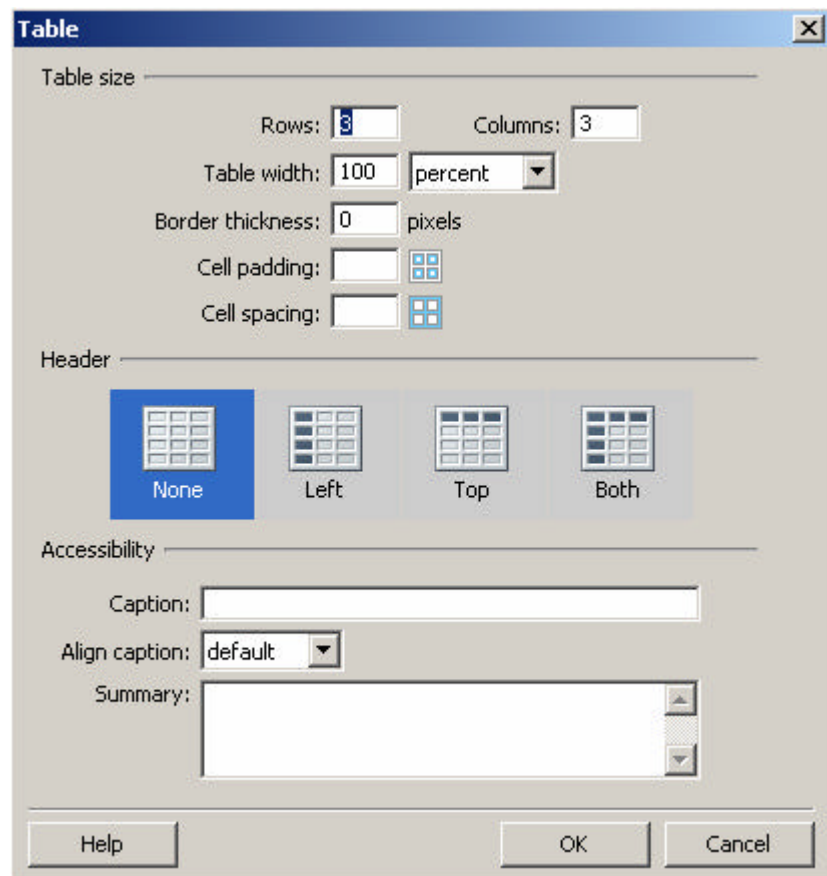 Table
Table size
Rows: 3 Columns: 3
Table width: 100 percent
Border thickness: 0 pixels
Cell padding:
Cell spacing:
Header
None Left Top Both
Accessibility
Caption:
Align caption: default
Summary:
Help OK Cancel